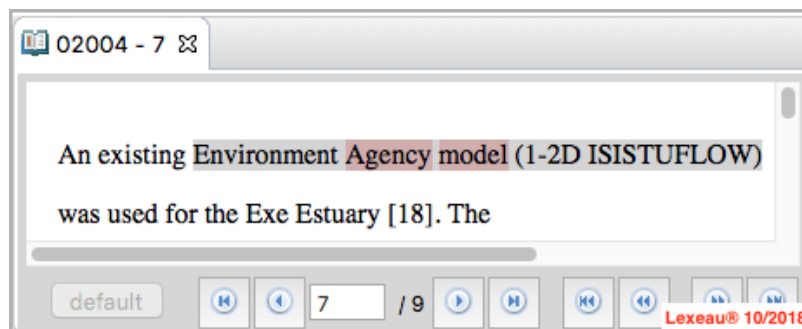 02004 - 7
An existing Environment Agency model (1-2D ISISTUFLOW)
was used for the Exe Estuary [18]. The
default 7 / 9
Lexeau® 10/2018